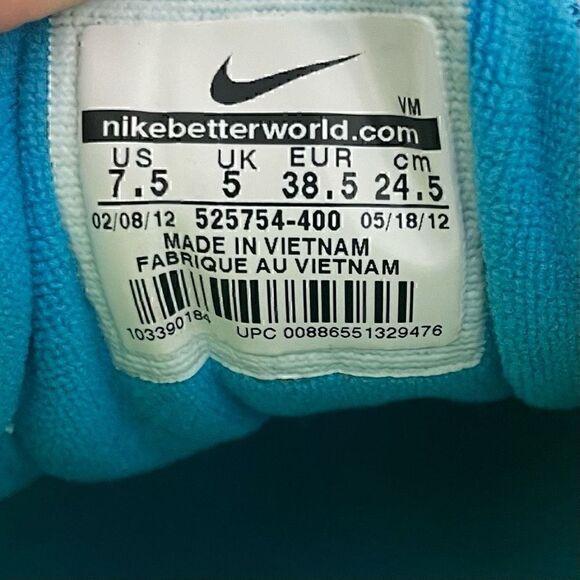 VM
nikebetterworld.com
US UK EUR cm
7.5 5 38.5 24.5
02/08/12 525754-400 05/18/12
MADE IN VIETNAM
FABRIQUE AU VIETNAM
103390184 UPC 00886551329476